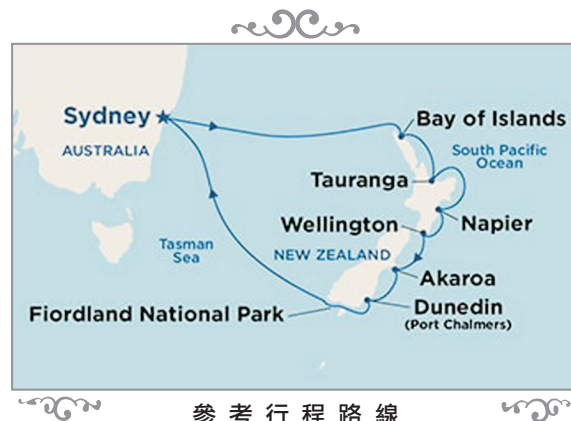 Sydney
AUSTRALIA
Bay of Islands
South Pacific
Ocean
Tauranga
Napier
Wellington
Tasman
Sea
NEW ZEALAND
Akaroa
Fiordland National Park
Dunedin
(Port Chalmers)
參考行程路線